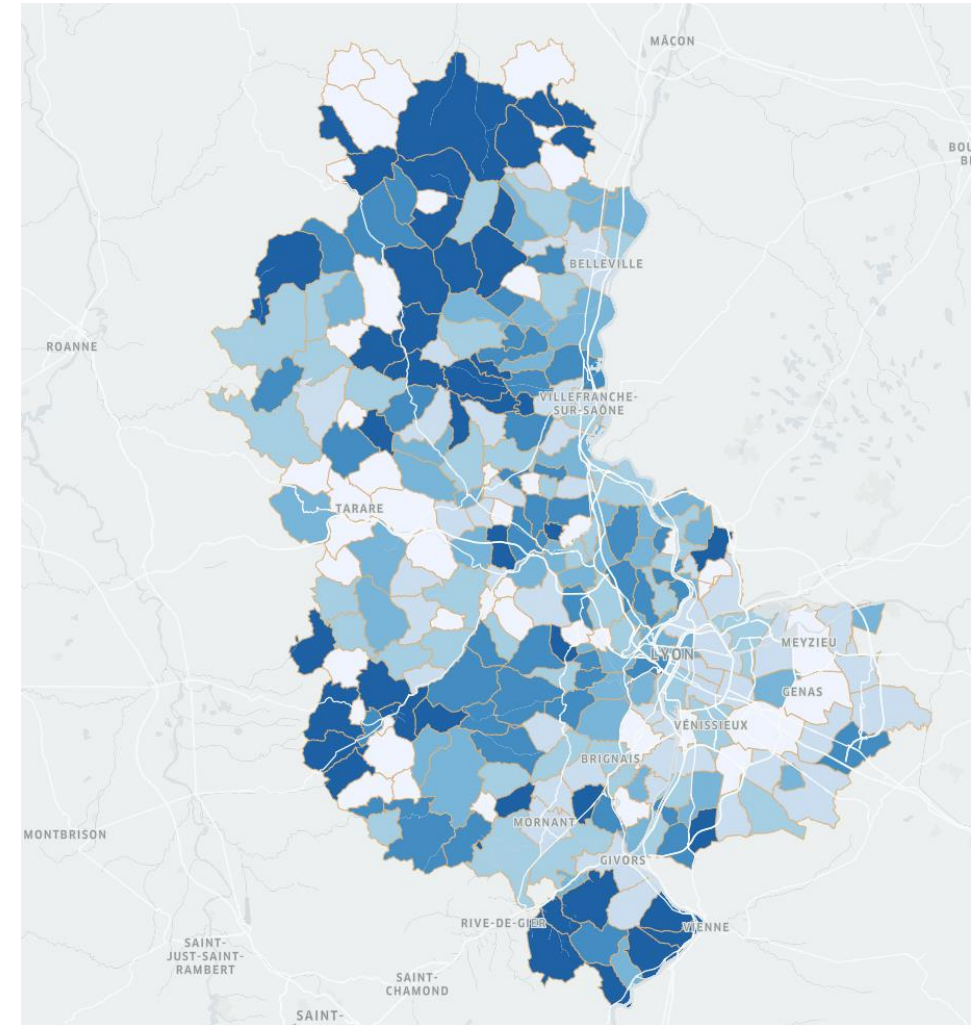 MÂCON
BOU
B
BELLEVILLE
ROANNE
VILLEFRANCHE-
SUR-SAÔNE
TARARE
LYON
MEYZIEU
GENAS
VÉNISSIEUX
BRIGNAIS
MORNANT
MONTBRISON
GIVORS
RIVE-DE-GIER
VIENNE
SAINT-
JUST-SAINT-
RAMBERT
SAINT-
CHAMOND
SAINT-